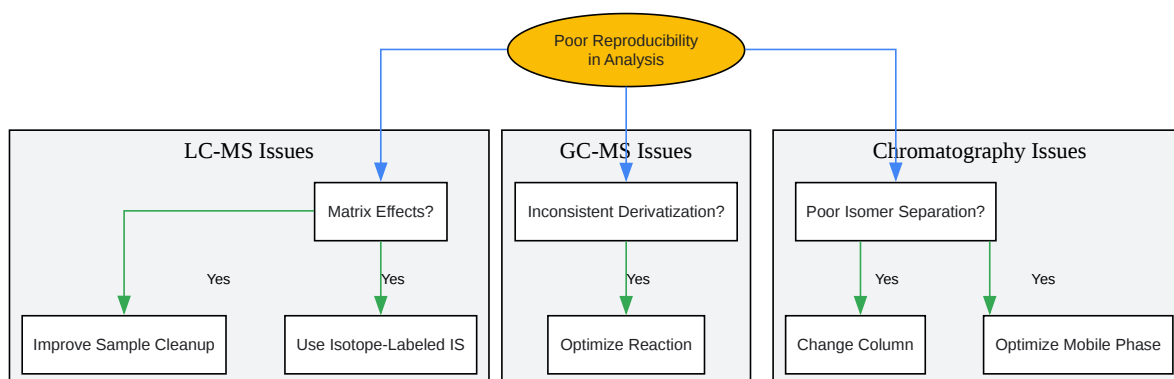 Poor Reproducibility
in Analysis
LC-MS Issues
GC-MS Issues
Chromatography Issues
Matrix Effects?
Inconsistent Derivatization?
Poor Isomer Separation?
Yes
Yes
Yes
Yes
Yes
Improve Sample Cleanup
Use Isotope-Labeled IS
Optimize Reaction
Change Column
Optimize Mobile Phase